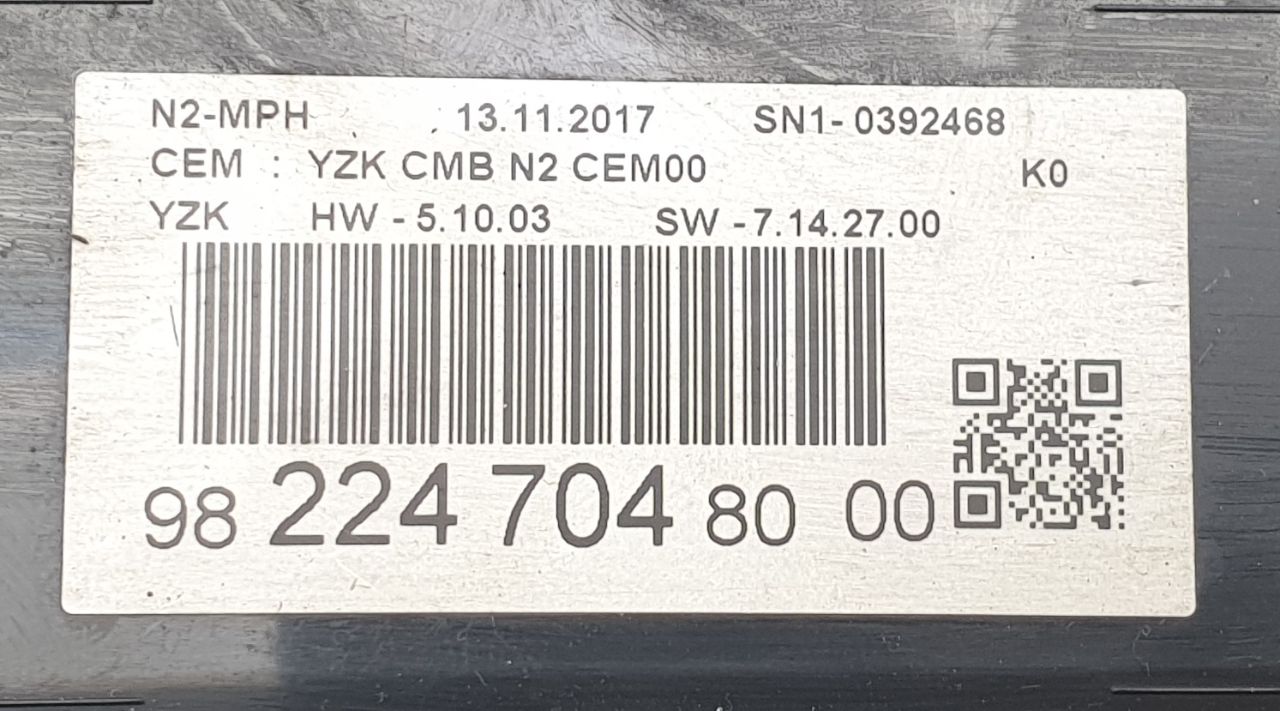 N2-MPH 13.11.2017 SN1- 0392468
CEM : YZK CMB N2 CEM00 K0
YZK HW - 5.10.03 SW -7.14.27.00
98 224 704 80 00